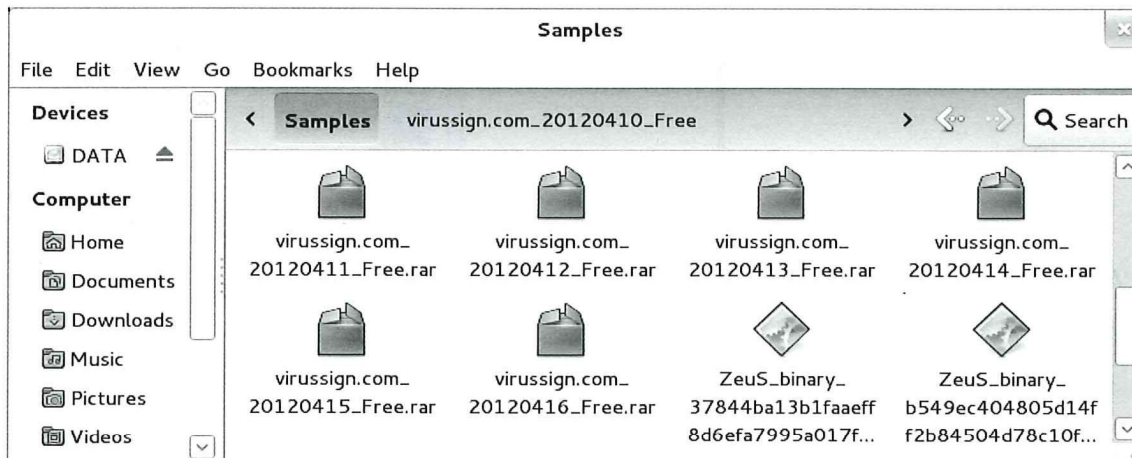 Samples
File Edit View Go Bookmarks Help
Devices
DATA
Computer
Home
Documents
Downloads
Music
Pictures
Videos
Samples virussign.com_20120410_Free
Search
virussign.com_
20120411_Free.rar
virussign.com_
20120412_Free.rar
virussign.com_
20120413_Free.rar
virussign.com_
20120414_Free.rar
virussign.com_
20120415_Free.rar
virussign.com_
20120416_Free.rar
ZeuS_binary_
37844ba13b1faaeff
8d6efa7995a017f...
ZeuS_binary_
b549ec404805d14f
f2b84504d78c10f...